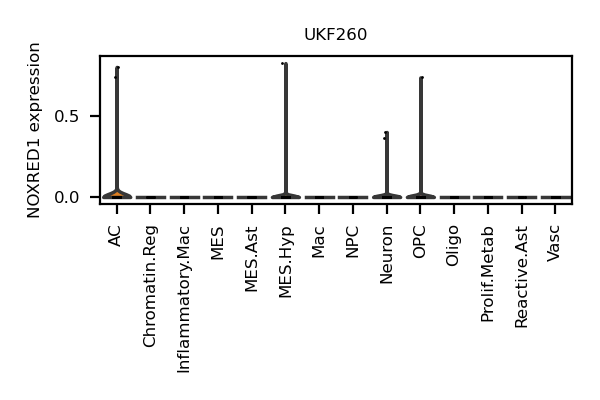 UKF260
NOXRED1 expression
0.5
0.0
AC
Chromatin.Reg
Inflammatory.Mac
MES
MES.Ast
MES.Hyp
Mac
NPC
Neuron
OPC
Oligo
Prolif.Metab
Reactive.Ast
Vasc